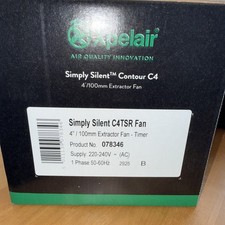 Xpelair
AIR QUALITY INNOVATION
Simply Silent™ Contour C4
4"/100mm Extractor Fan
Simply Silent C4TSR Fan
4" / 100mm Extractor Fan - Timer
Product No. 078346
Supply: 220-240V ~ (AC)
1 Phase 50-60Hz 2520 B